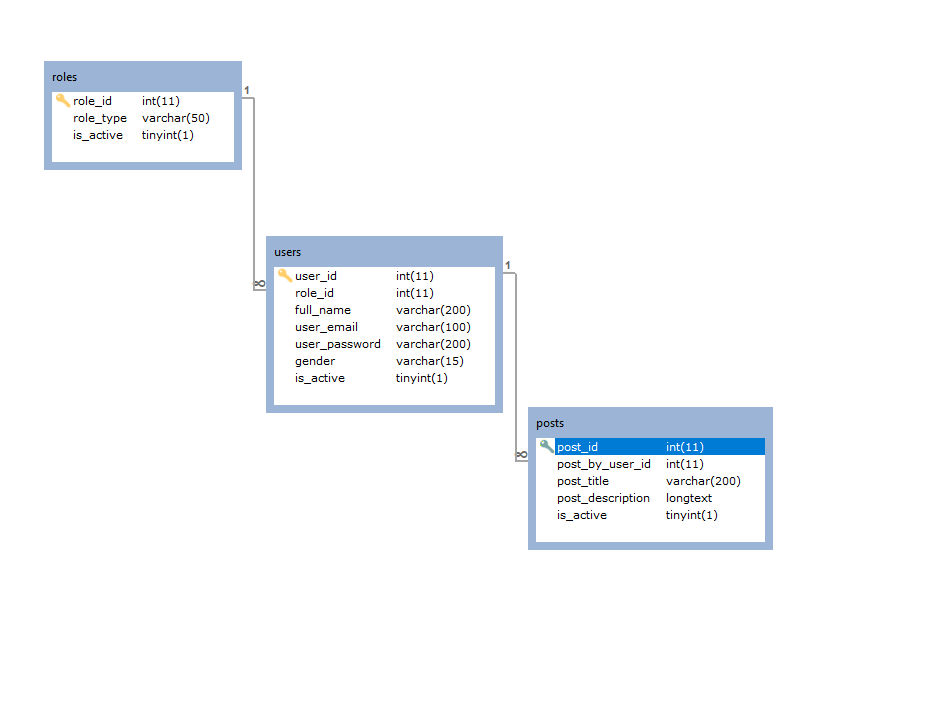 roles
role_id int(11)
role_type varchar(50)
is_active tinyint(1)
1
∞
users
user_id int(11)
role_id int(11)
full_name varchar(200)
user_email varchar(100)
user_password varchar(200)
gender varchar(15)
is_active tinyint(1)
1
∞
posts
post_id int(11)
post_by_user_id int(11)
post_title varchar(200)
post_description longtext
is_active tinyint(1)